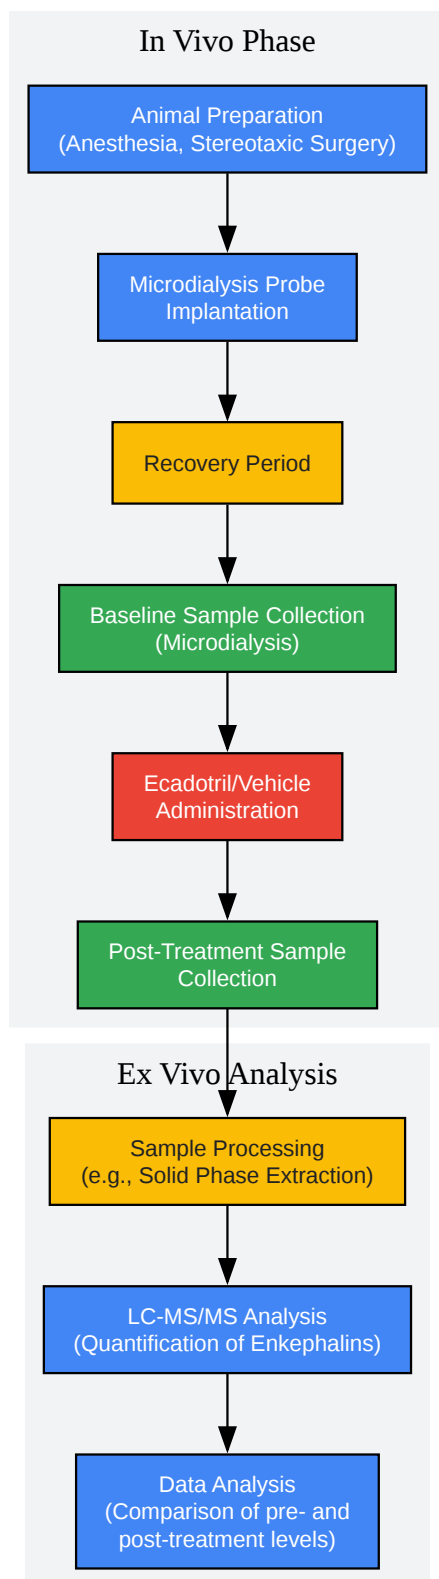 In Vivo Phase
Animal Preparation
(Anesthesia, Stereotaxic Surgery)
Microdialysis Probe
Implantation
Recovery Period
Baseline Sample Collection
(Microdialysis)
Ecadotril/Vehicle
Administration
Post-Treatment Sample
Collection
Ex Vivo Analysis
Sample Processing
(e.g., Solid Phase Extraction)
LC-MS/MS Analysis
(Quantification of Enkephalins)
Data Analysis
(Comparison of pre- and
post-treatment levels)